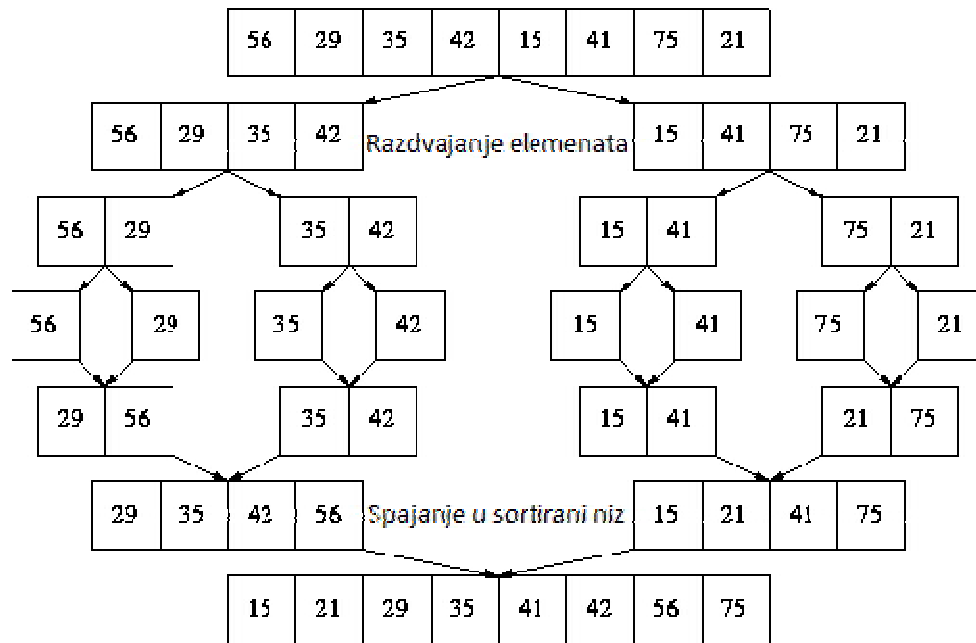 56 29 35 42 15 41 75 21
56 29 35 42 Razdvajanje elemenata 15 41 75 21
56 29 35 42 15 41 75 21
56 29 35 42 15 41 75 21
29 56 35 42 15 41 21 75
29 35 42 56 Spajanje u sortirani niz 15 21 41 75
15 21 29 35 41 42 56 75